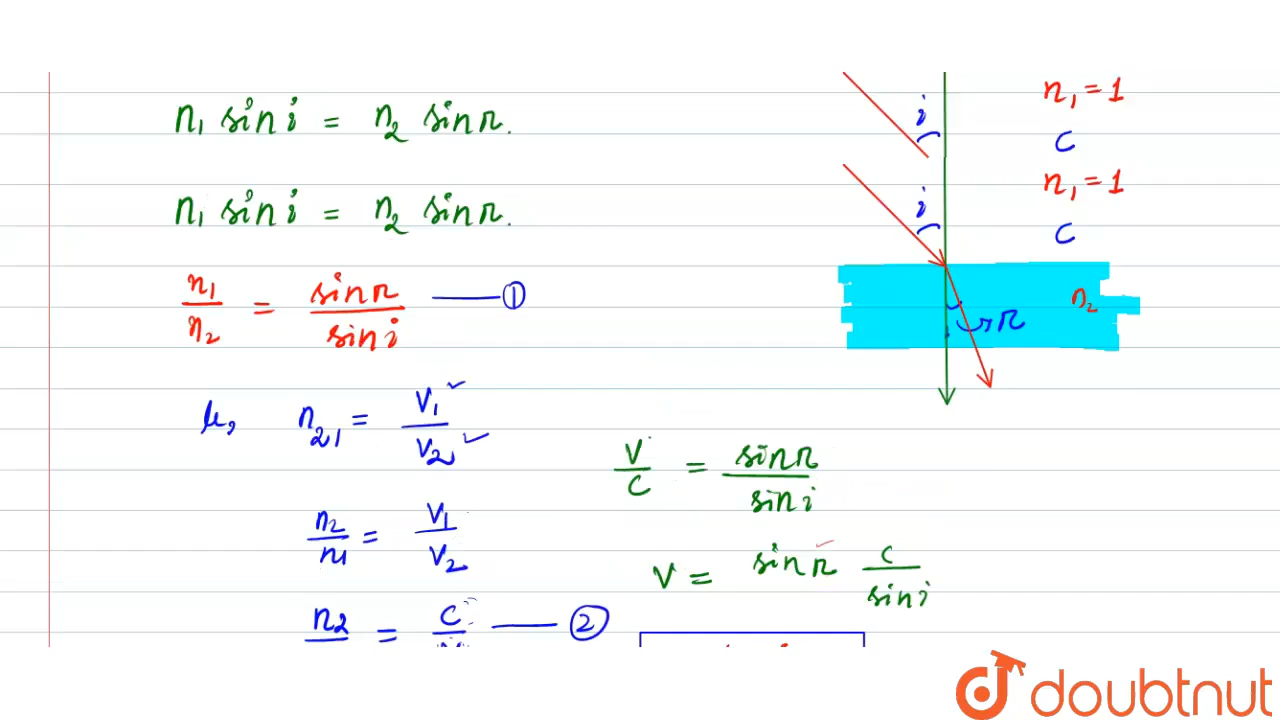 n₁ sin i = n₂ sin r.
n₁ sin i = n₂ sin r.
n₁/n₂ = sin r/sin i —— ①
μ, n₂₁ = V₁/V₂
n₂/n₁ = V₁/V₂
n₂ = C —— ②
V/C = sin r/sin i
V = sin r C/sin i
i
n₁ = 1
C
i
n₁ = 1
C
n₂
r
doubtnut